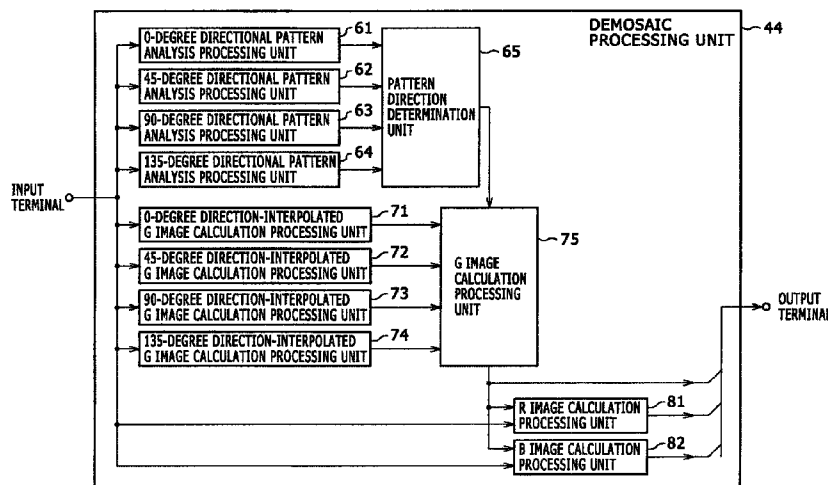 DEMOSAIC
PROCESSING UNIT
44
0-DEGREE DIRECTIONAL PATTERN
ANALYSIS PROCESSING UNIT
61
45-DEGREE DIRECTIONAL PATTERN
ANALYSIS PROCESSING UNIT
62
90-DEGREE DIRECTIONAL PATTERN
ANALYSIS PROCESSING UNIT
63
135-DEGREE DIRECTIONAL PATTERN
ANALYSIS PROCESSING UNIT
64
PATTERN
DIRECTION
DETERMINATION
UNIT
65
INPUT
TERMINAL
0-DEGREE DIRECTION-INTERPOLATED
G IMAGE CALCULATION PROCESSING UNIT
71
45-DEGREE DIRECTION-INTERPOLATED
G IMAGE CALCULATION PROCESSING UNIT
72
90-DEGREE DIRECTION-INTERPOLATED
G IMAGE CALCULATION PROCESSING UNIT
73
135-DEGREE DIRECTION-INTERPOLATED
G IMAGE CALCULATION PROCESSING UNIT
74
G IMAGE
CALCULATION
PROCESSING
UNIT
75
OUTPUT
TERMINAL
R IMAGE CALCULATION
PROCESSING UNIT
81
B IMAGE CALCULATION
PROCESSING UNIT
82